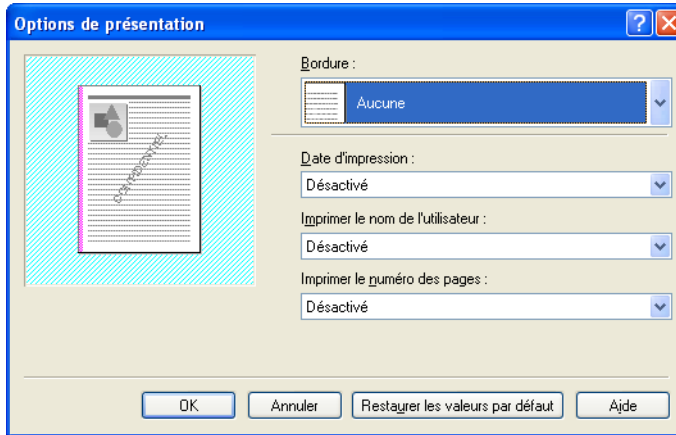 Options de présentation
Bordure :
Aucune
CONFIDENTIEL
Date d'impression :
Désactivé
Imprimer le nom de l'utilisateur :
Désactivé
Imprimer le numéro des pages :
Désactivé
OK Annuler Restaurer les valeurs par défaut Aide